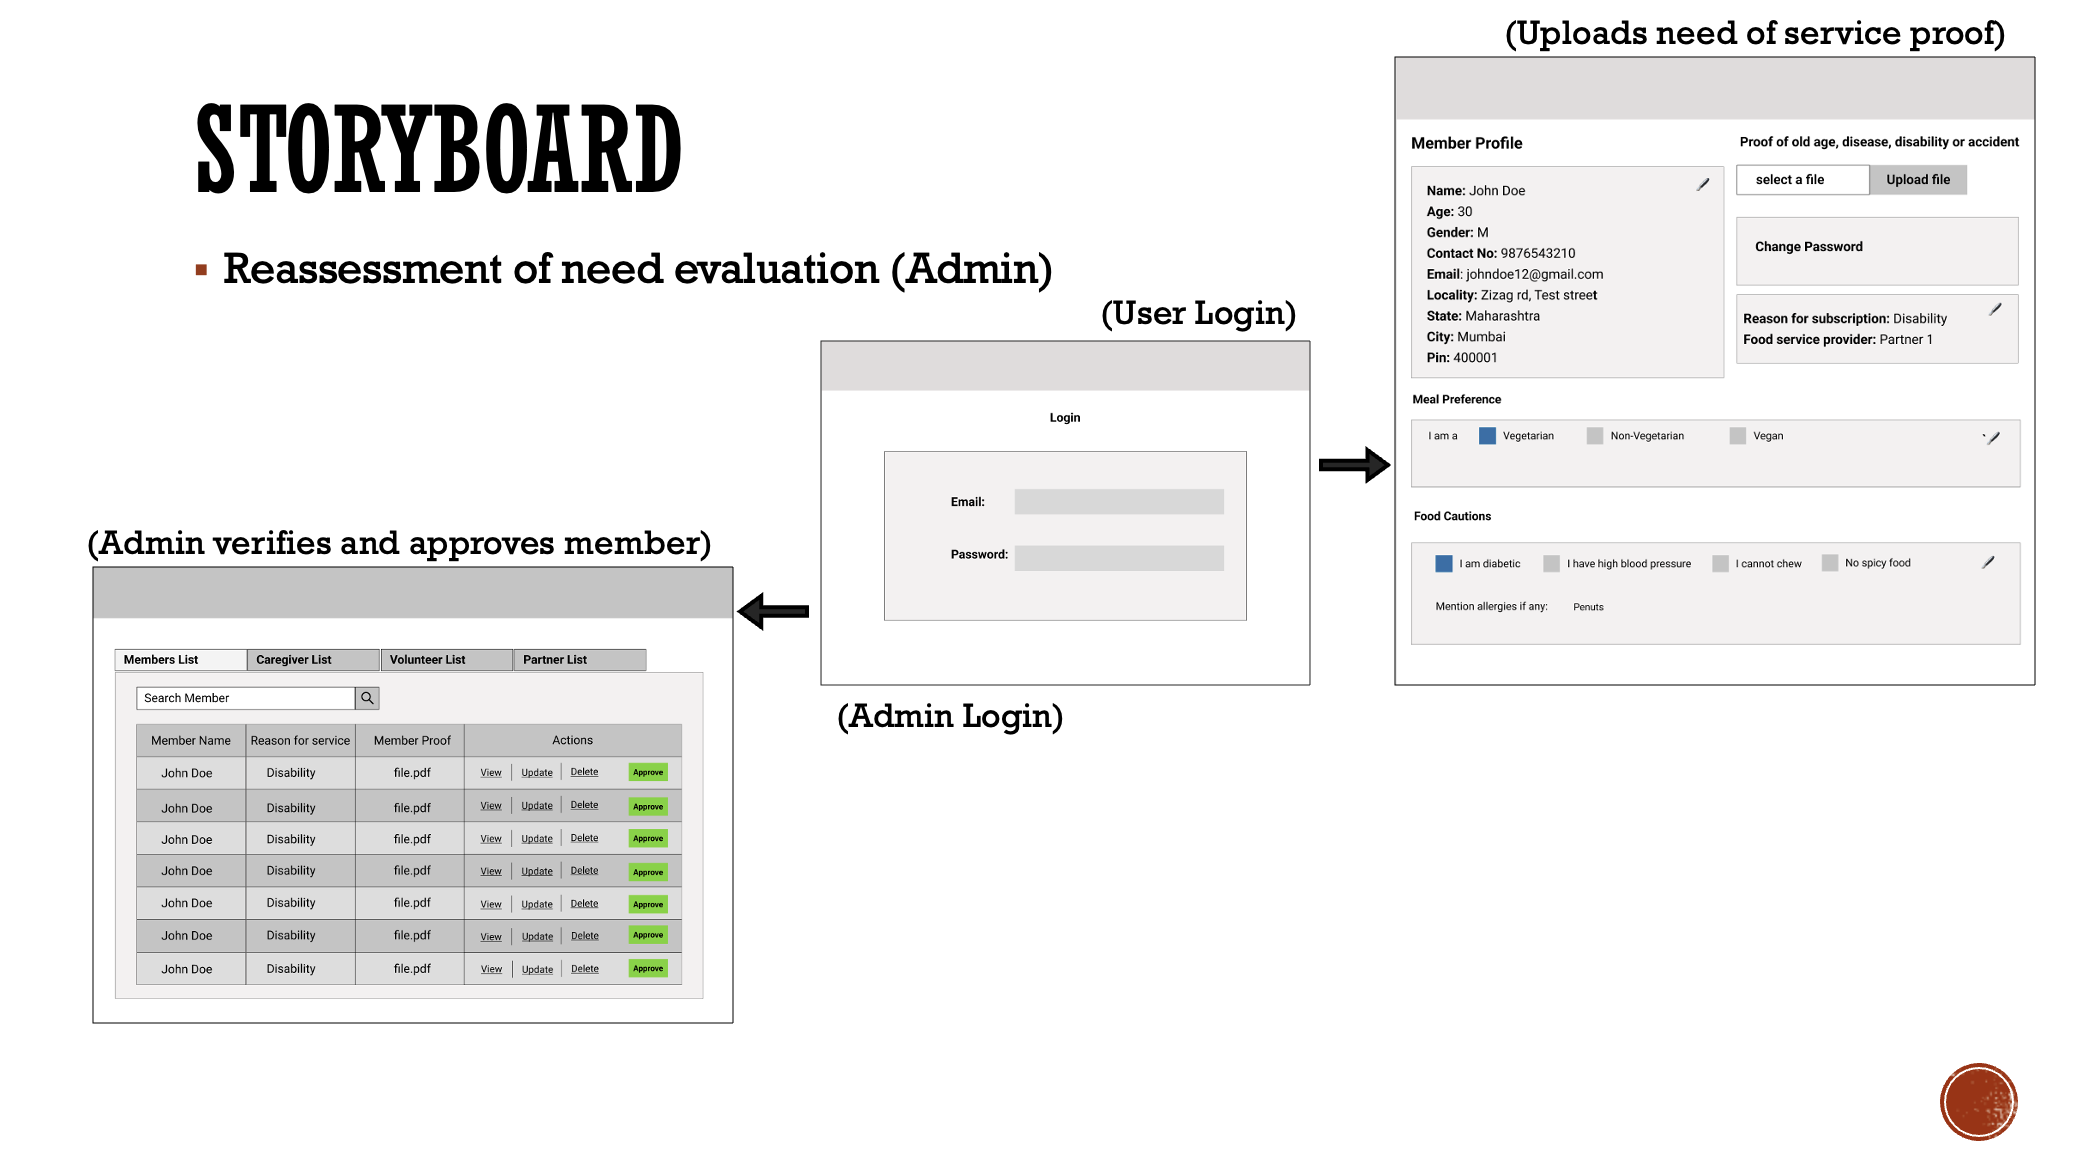 (Uploads need of service proof)
STORYBOARD
Reassessment of need evaluation (Admin)
(User Login)
Member Profile
Proof of old age, disease, disability or accident
Name: John Doe
Age: 30
Gender: M
Contact No: 9876543210
Email: johndoe12@gmail.com
Locality: Zizag rd, Test street
State: Maharashtra
City: Mumbai
Pin: 400001
select a file Upload file
Change Password
Reason for subscription: Disability
Food service provider: Partner 1
Meal Preference
I am a Vegetarian Non-Vegetarian Vegan
Food Cautions
I am diabetic I have high blood pressure I cannot chew No spicy food
Mention allergies if any: Penuts
Login
Email:
Password:
(Admin Login)
(Admin verifies and approves member)
Members List Caregiver List Volunteer List Partner List
Search Member
Member Name Reason for service Member Proof Actions
John Doe Disability file.pdf View Update Delete Approve
John Doe Disability file.pdf View Update Delete Approve
John Doe Disability file.pdf View Update Delete Approve
John Doe Disability file.pdf View Update Delete Approve
John Doe Disability file.pdf View Update Delete Approve
John Doe Disability file.pdf View Update Delete Approve
John Doe Disability file.pdf View Update Delete Approve